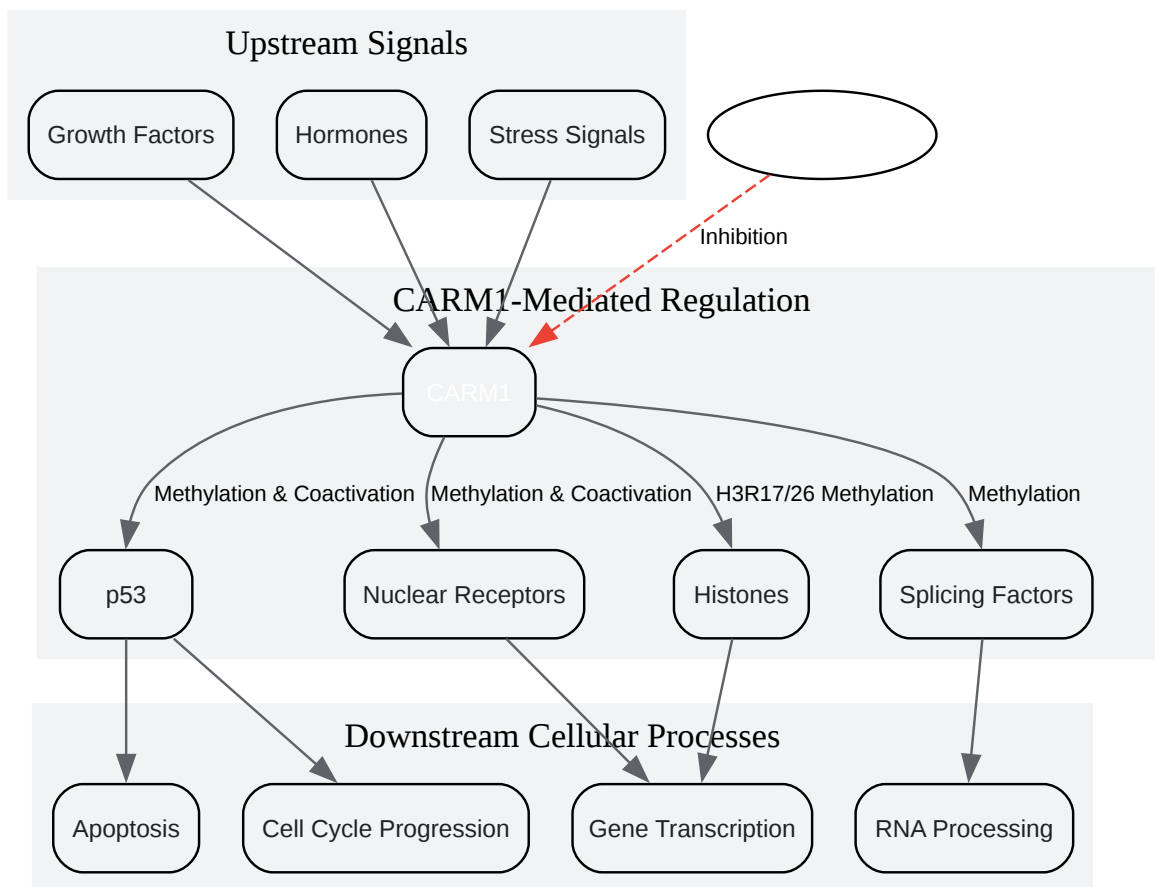 Upstream Signals
Growth Factors
Hormones
Stress Signals
Inhibition
CARM1-Mediated Regulation
CARM1
Methylation & Coactivation
Methylation & Coactivation
H3R17/26 Methylation
Methylation
p53
Nuclear Receptors
Histones
Splicing Factors
Downstream Cellular Processes
Apoptosis
Cell Cycle Progression
Gene Transcription
RNA Processing